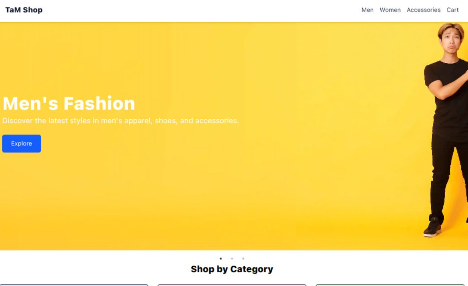 TaM Shop
Men Women Accessories Cart
Men's Fashion
Discover the latest styles in men's apparel, shoes, and accessories.
Explore
Shop by Category